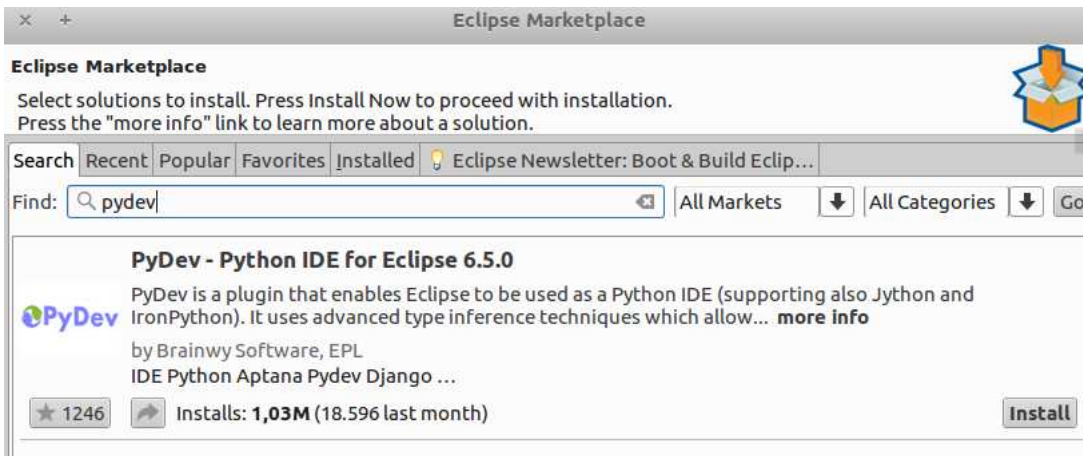 Eclipse Marketplace
Eclipse Marketplace
Select solutions to install. Press Install Now to proceed with installation.
Press the "more info" link to learn more about a solution.
Search Recent Popular Favorites Installed Eclipse Newsletter: Boot & Build Eclip...
Find: pydev All Markets All Categories Go
PyDev - Python IDE for Eclipse 6.5.0
PyDev is a plugin that enables Eclipse to be used as a Python IDE (supporting also Jython and
PyDev IronPython). It uses advanced type inference techniques which allow... more info
by Brainwy Software, EPL
IDE Python Aptana Pydev Django ...
1246 Installs: 1,03M (18.596 last month) Install